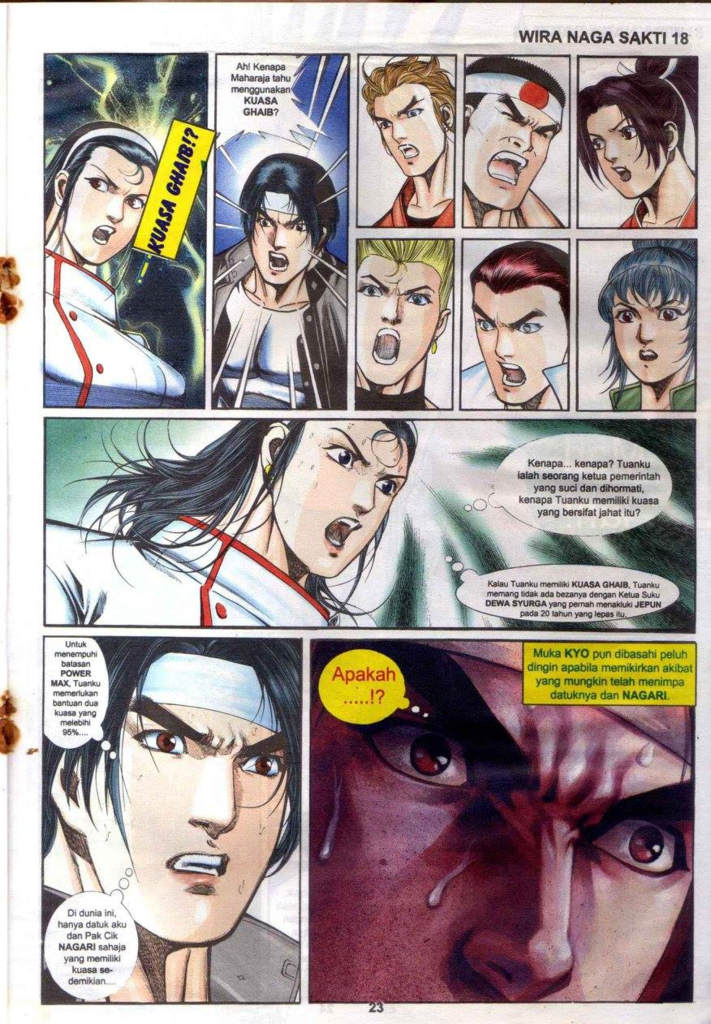 WIRA NAGA SAKTI 18
KUASA GHAIB!?
Ah! Kenapa
Maharaja tahu
menggunakan
KUASA
GHAIB?
Kenapa... kenapa? Tuanku
ialah seorang ketua pemerintah
yang suci dan dihormati,
kenapa Tuanku memiliki kuasa
yang bersifat jahat itu?
Kalau Tuanku memiliki KUASA GHAIB, Tuanku
memang tidak ada bezanya dengan Ketua Suku
DEWA SYURGA yang pernah menakluki JEPUN
pada 20 tahun yang lepas itu.
Untuk
menempuhi
batasan
POWER
MAX, Tuanku
memerlukan
bantuan dua
kuasa yang
melebihi
95%....
Di dunia ini,
hanya datuk aku
dan Pak Cik
NAGARI sahaja
yang memiliki
kuasa se-
demikian....
Apakah
.....!?
Muka KYO pun dibasahi peluh
dingin apabila memikirkan akibat
yang mungkin telah menimpa
datuknya dan NAGARI.
23